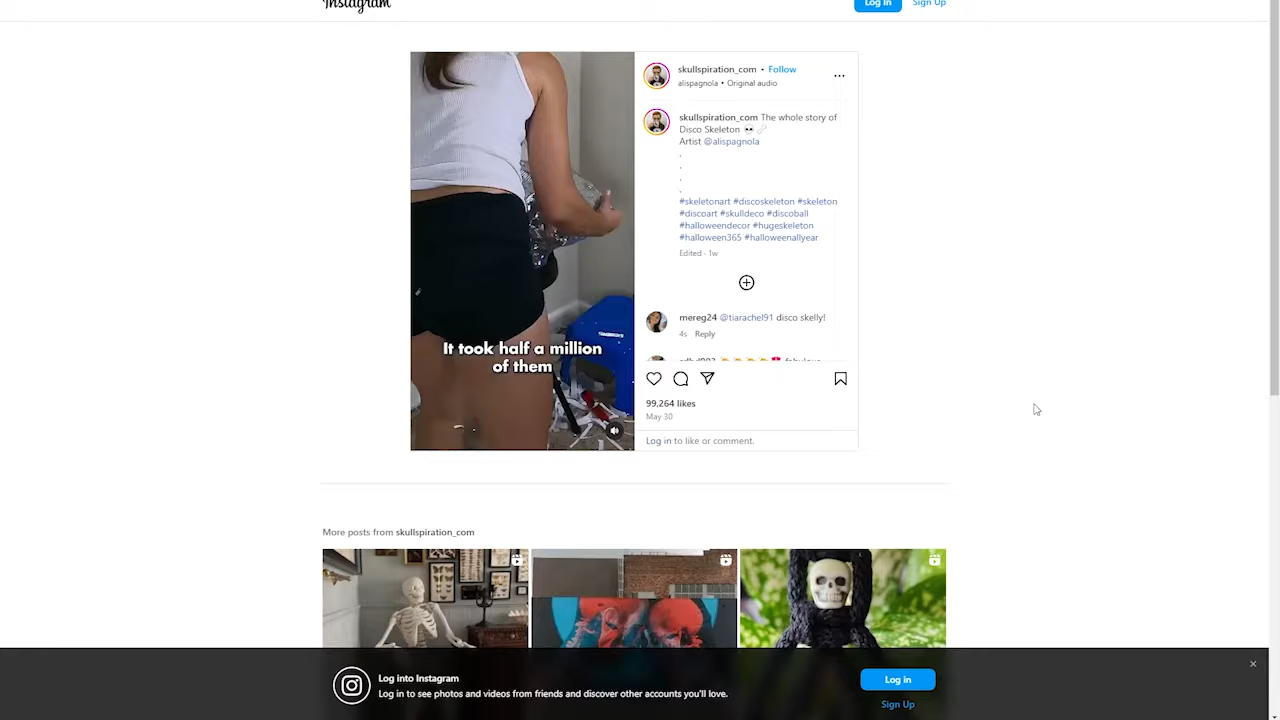 Instagram
Log In
Sign Up
skullspiration_com • Follow
alispagnola • Original audio
skullspiration_com The whole story of
Disco Skeleton 💀 🦴
Artist @alispagnola
.
.
.
.
#skeletonart #discoskeleton #skeleton
#discoart #skulldeco #discoball
#halloweendecor #hugeskeleton
#halloween365 #halloweenallyear
Edited · 1w
mereg24 @tiarachel91 disco skelly!
4s Reply
It took half a million
of them
99,264 likes
May 30
Log in to like or comment.
More posts from skullspiration_com
Log into Instagram
Log in to see photos and videos from friends and discover other accounts you'll love.
Log in
Sign Up